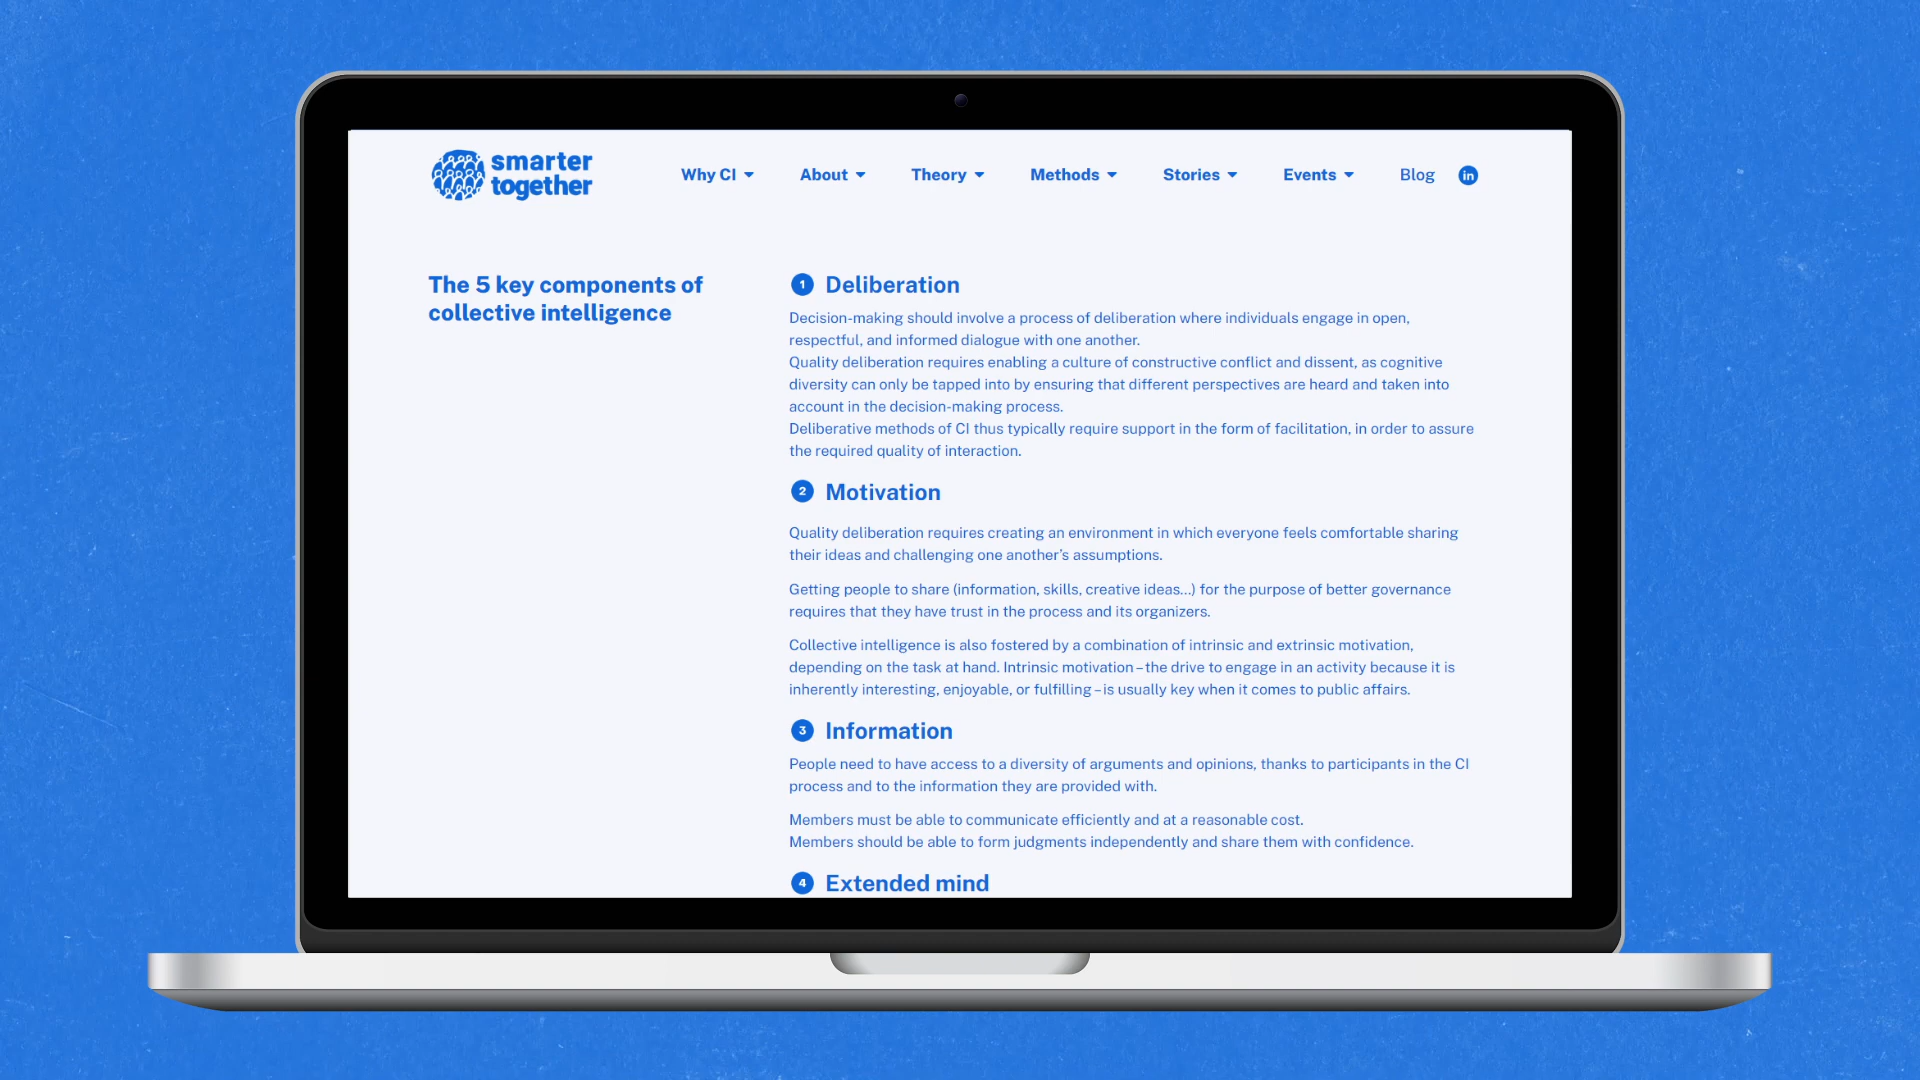 smarter
together
Why CI
About
Theory
Methods
Stories
Events
Blog
in
The 5 key components of
collective intelligence
1 Deliberation
Decision-making should involve a process of deliberation where individuals engage in open,
respectful, and informed dialogue with one another.
Quality deliberation requires enabling a culture of constructive conflict and dissent, as cognitive
diversity can only be tapped into by ensuring that different perspectives are heard and taken into
account in the decision-making process.
Deliberative methods of CI thus typically require support in the form of facilitation, in order to assure
the required quality of interaction.
2 Motivation
Quality deliberation requires creating an environment in which everyone feels comfortable sharing
their ideas and challenging one another’s assumptions.
Getting people to share (information, skills, creative ideas...) for the purpose of better governance
requires that they have trust in the process and its organizers.
Collective intelligence is also fostered by a combination of intrinsic and extrinsic motivation,
depending on the task at hand. Intrinsic motivation – the drive to engage in an activity because it is
inherently interesting, enjoyable, or fulfilling – is usually key when it comes to public affairs.
3 Information
People need to have access to a diversity of arguments and opinions, thanks to participants in the CI
process and to the information they are provided with.
Members must be able to communicate efficiently and at a reasonable cost.
Members should be able to form judgments independently and share them with confidence.
4 Extended mind